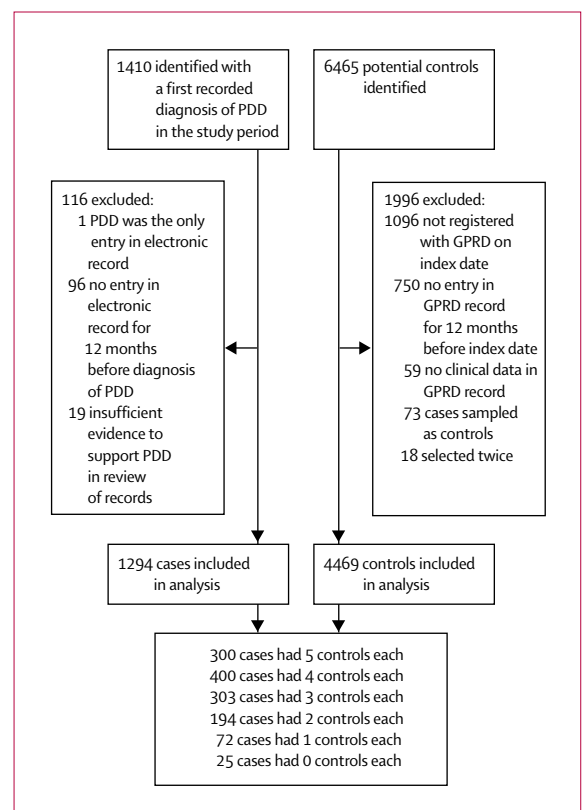 1410 identified with
a first recorded
diagnosis of PDD
in the study period
6465 potential controls
identified
116 excluded:
1 PDD was the only
entry in electronic
record
96 no entry in
electronic
record for
12 months
before diagnosis
of PDD
19 insufficient
evidence to
support PDD
in review
of records
1996 excluded:
1096 not registered
with GPRD on
index date
750 no entry in
GPRD record
for 12 months
before index date
59 no clinical data in
GPRD record
73 cases sampled
as controls
18 selected twice
1294 cases included
in analysis
4469 controls included
in analysis
300 cases had 5 controls each
400 cases had 4 controls each
303 cases had 3 controls each
194 cases had 2 controls each
72 cases had 1 controls each
25 cases had 0 controls each